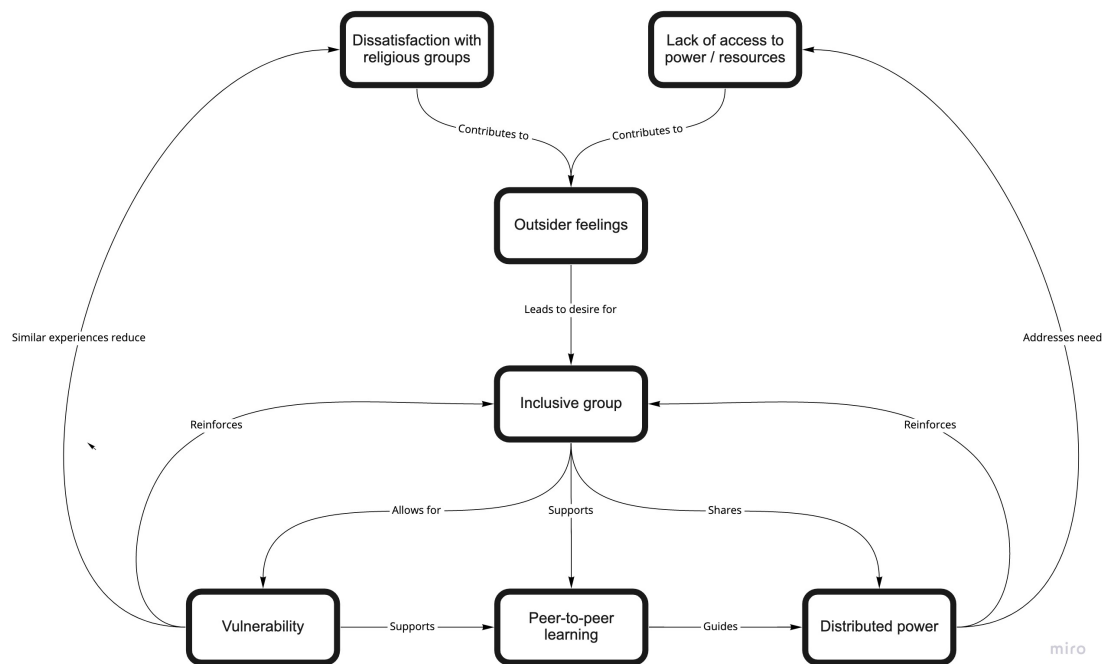 Dissatisfaction with
religious groups
Lack of access to
power / resources
Contributes to
Contributes to
Outsider feelings
Leads to desire for
Similar experiences reduce
Addresses need
Inclusive group
Reinforces
Reinforces
Allows for
Supports
Shares
Vulnerability
Supports
Peer-to-peer
learning
Guides
Distributed power
miro